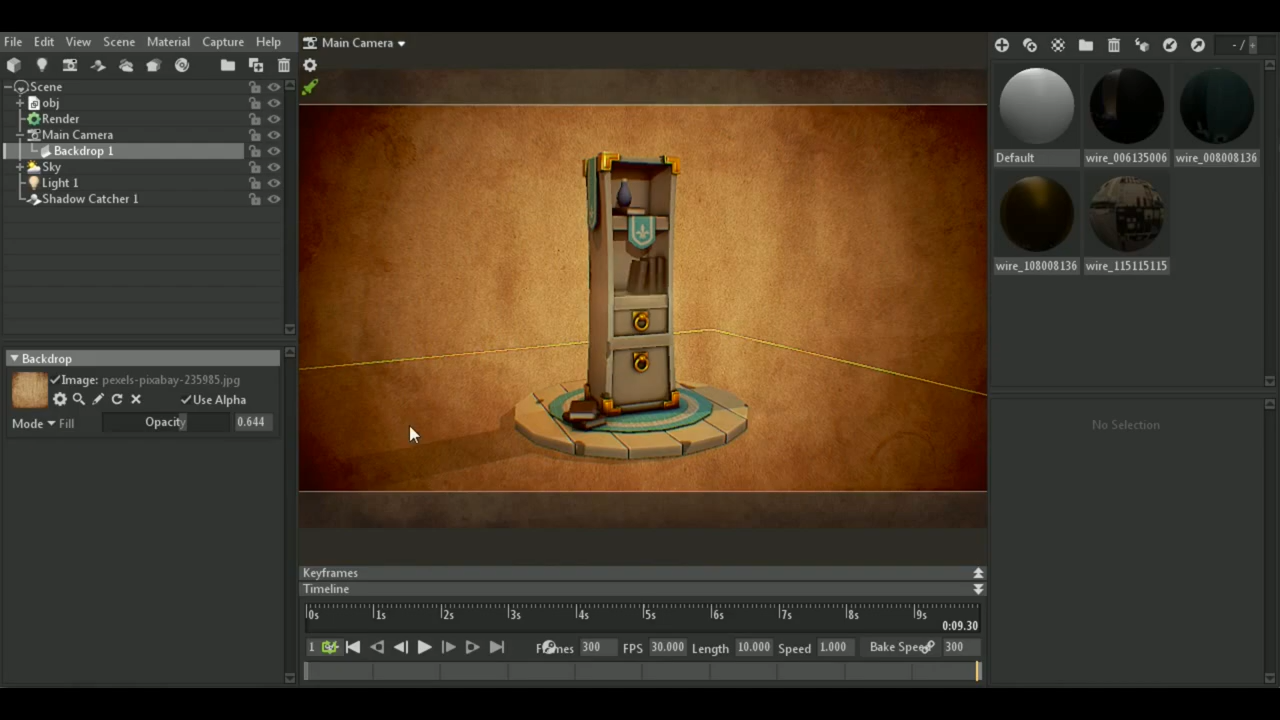 File Edit View Scene Material Capture Help
Main Camera
- / +
Scene
obj
Render
Main Camera
Backdrop 1
Sky
Light 1
Shadow Catcher 1
Default wire_006135006 wire_008008136
wire_108008136 wire_115115115
Backdrop
Image: pexels-pixabay-235985.jpg
Use Alpha
Mode Fill Opacity 0.644
No Selection
Keyframes
Timeline
0s 1s 2s 3s 4s 5s 6s 7s 8s 9s
0:09.30
1 Frames 300 FPS 30.000 Length 10.000 Speed 1.000 Bake Speed 300